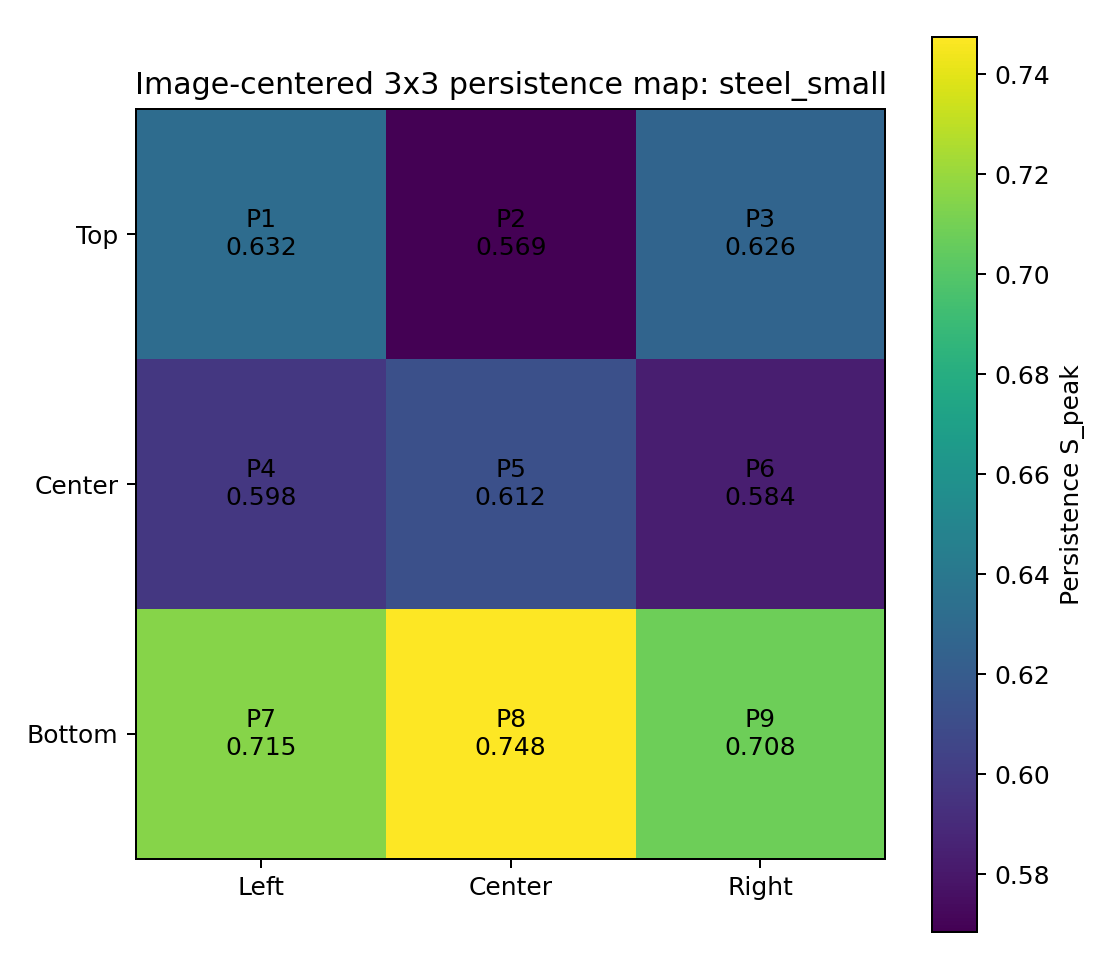 Image-centered 3x3 persistence map: steel_small
Top
P1
0.632
P2
0.569
P3
0.626
Center
P4
0.598
P5
0.612
P6
0.584
Bottom
P7
0.715
P8
0.748
P9
0.708
Left
Center
Right
0.74
0.72
0.70
0.68
0.66
0.64
0.62
0.60
0.58
Persistence S_peak